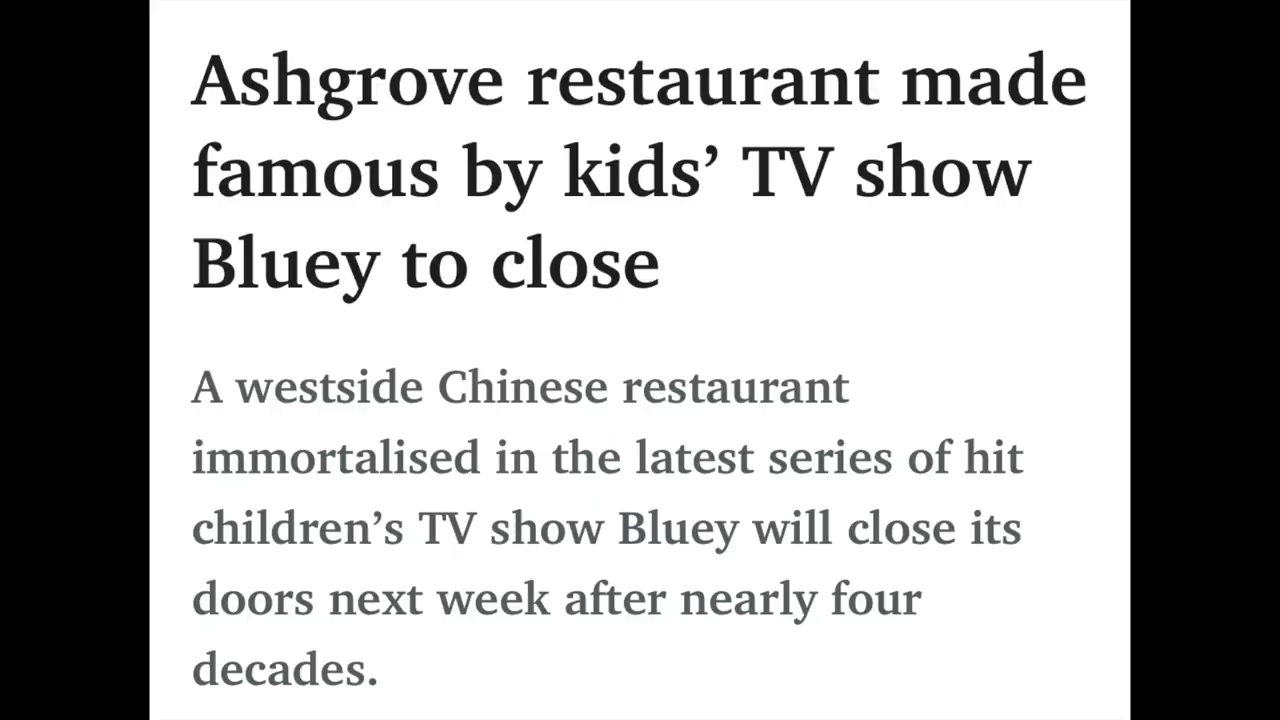 Ashgrove restaurant made
famous by kids’ TV show
Bluey to close
A westside Chinese restaurant
immortalised in the latest series of hit
children’s TV show Bluey will close its
doors next week after nearly four
decades.